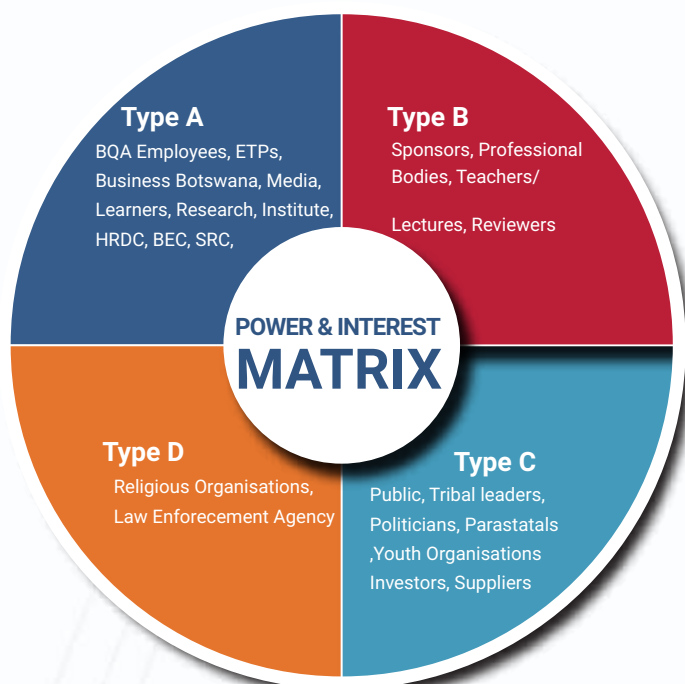 Type A
BQA Employees, ETPs,
Business Botswana, Media,
Learners, Research, Institute,
HRDC, BEC, SRC,
Type B
Sponsors, Professional
Bodies, Teachers/
Lectures, Reviewers
POWER & INTEREST
MATRIX
Type D
Religious Organisations,
Law Enforecement Agency
Type C
Public, Tribal leaders,
Politicians, Parastatals
,Youth Organisations
Investors, Suppliers